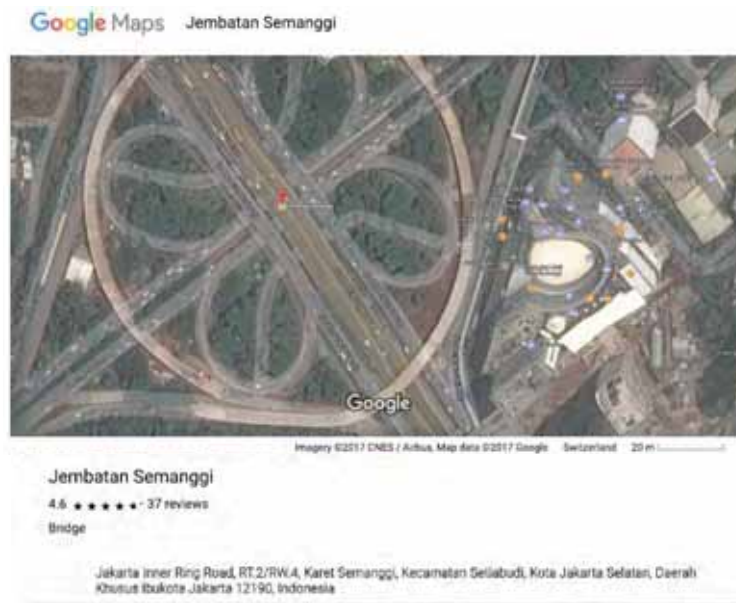 Google Maps Jembatan Semanggi
Google
Imagery ©2017 CNES / Airbus, Map data ©2017 Google Switzerland 20 m
Jembatan Semanggi
4.6 ★★★★★ - 37 reviews
Bridge
Jakarta Inner Ring Road, RT.2/RW.4, Karet Semanggi, Kecamatan Setiabudi, Kota Jakarta Selatan, Daerah
Khusus Ibukota Jakarta 12190, Indonesia